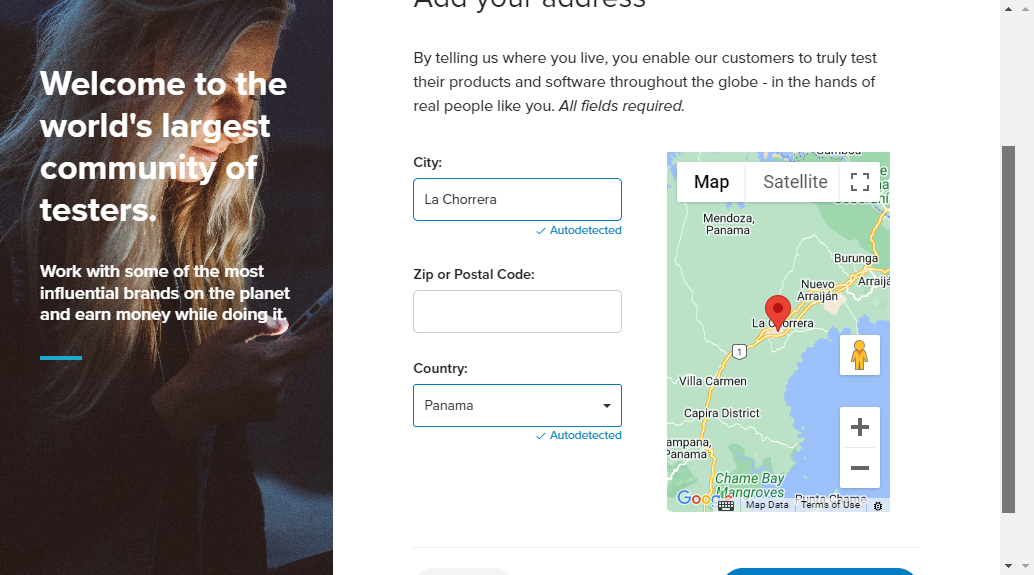 Welcome to the
world's largest
community of
testers.
Work with some of the most
influential brands on the planet
and earn money while doing it.
Add your address
By telling us where you live, you enable our customers to truly test
their products and software throughout the globe - in the hands of
real people like you. All fields required.
City:
La Chorrera
Autodetected
Zip or Postal Code:
Country:
Panama
Autodetected
Map
Satellite
Mendoza,
Panama
Burunga
Nuevo
Arraiján
La Chorrera
1
Villa Carmen
Capira District
Chame Bay
Mangroves
Punta Chame
Google
Map Data
Terms of Use